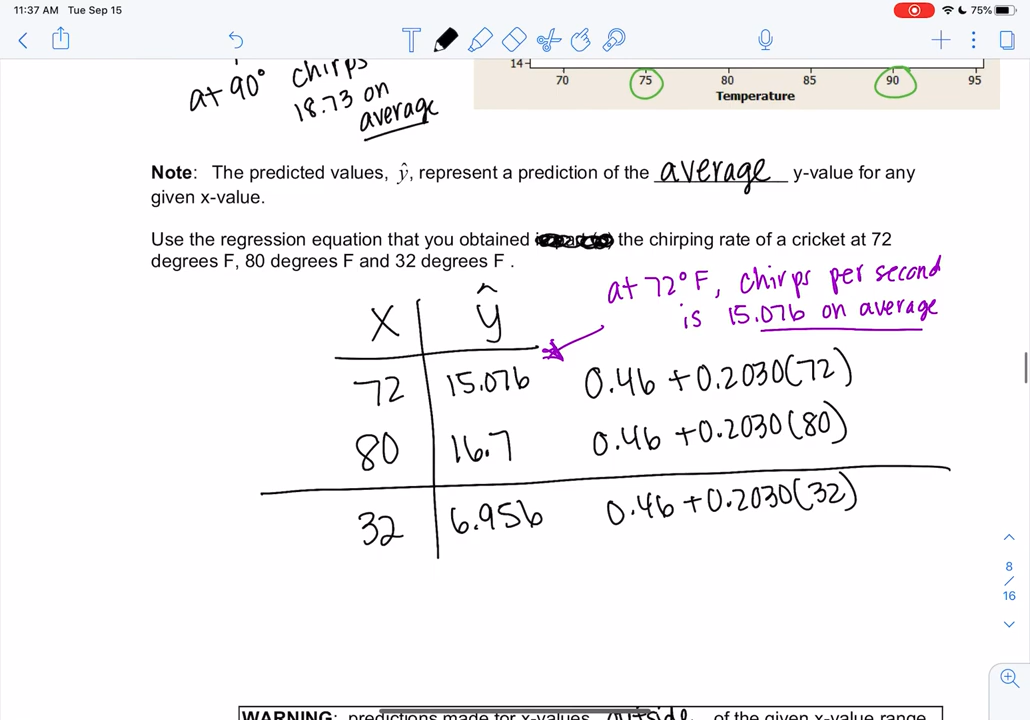 11:37 AM Tue Sep 15
75%
at 90° chirps
18.73 on
average
14
70 75 80 85 90 95
Temperature
Note: The predicted values, ŷ, represent a prediction of the average y-value for any
given x-value.
Use the regression equation that you obtained the chirping rate of a cricket at 72
degrees F, 80 degrees F and 32 degrees F .
at 72°F, chirps per second
is 15.076 on average
x ŷ
72 15.076 0.46 + 0.2030(72)
80 16.7 0.46 + 0.2030(80)
32 6.956 0.46 + 0.2030(32)
8
/
16
WARNING: predictions made for x-values outside of the given x-value range